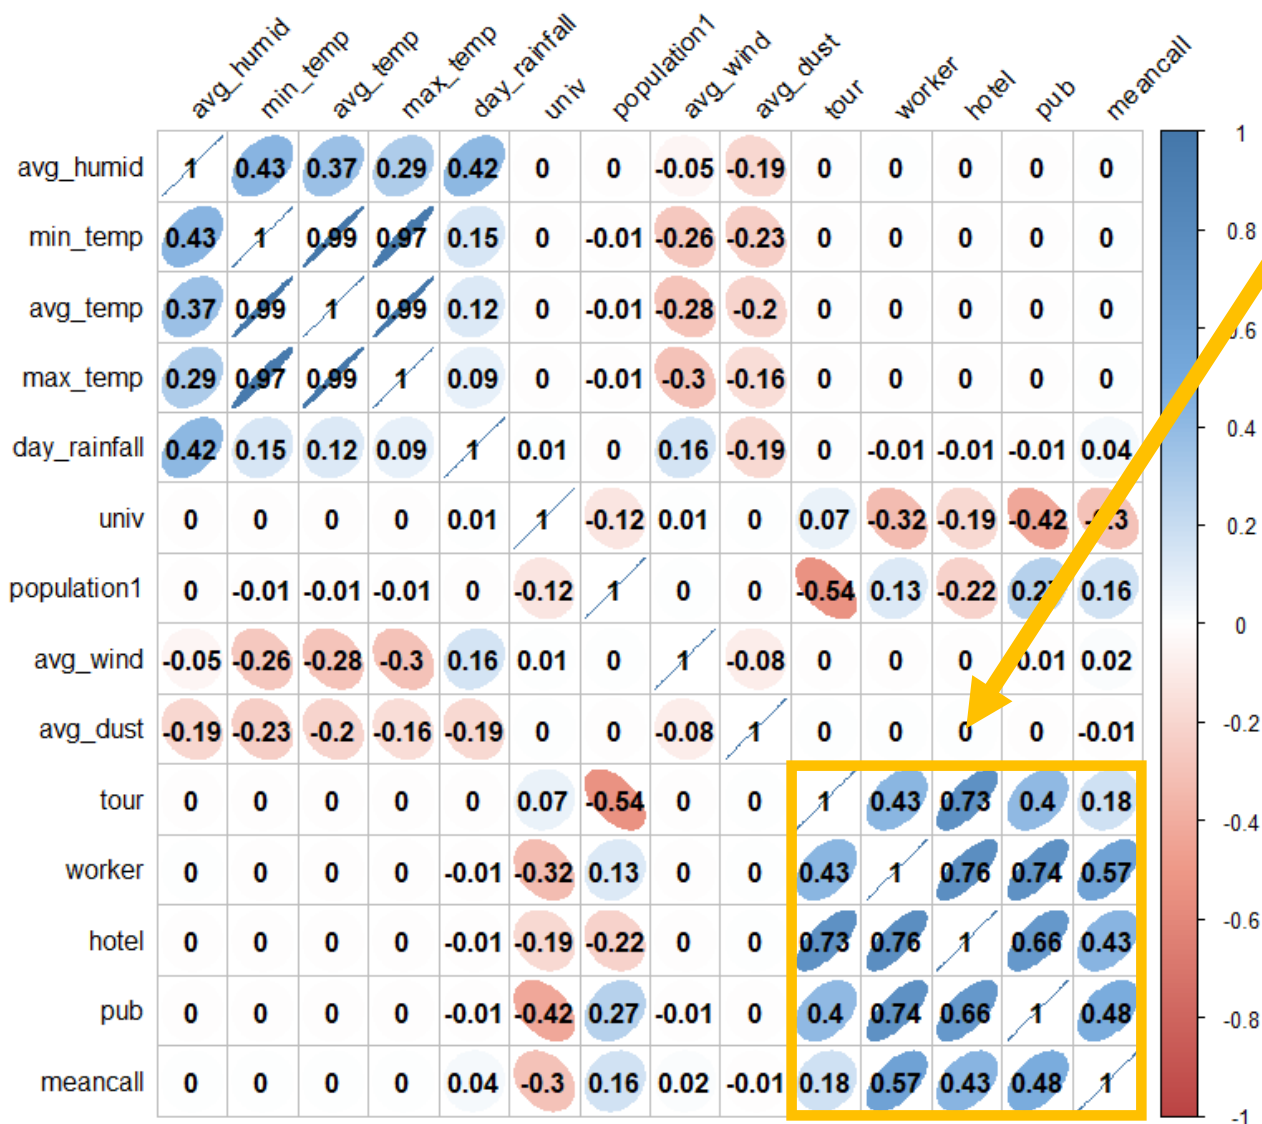 avg_humid min_temp avg_temp max_temp day_rainfall univ population1 avg_wind avg_dust tour worker hotel pub meancall
avg_humid 1 0.43 0.37 0.29 0.42 0 0 -0.05 -0.19 0 0 0 0 0
min_temp 0.43 1 0.99 0.97 0.15 0 -0.01 -0.26 -0.23 0 0 0 0 0
avg_temp 0.37 0.99 1 0.99 0.12 0 -0.01 -0.28 -0.2 0 0 0 0 0
max_temp 0.29 0.97 0.99 1 0.09 0 -0.01 -0.3 -0.16 0 0 0 0 0
day_rainfall 0.42 0.15 0.12 0.09 1 0.01 0 0.16 -0.19 0 -0.01 -0.01 -0.01 0.04
univ 0 0 0 0 0.01 1 -0.12 0.01 0 0.07 -0.32 -0.19 -0.42 -0.3
population1 0 -0.01 -0.01 -0.01 0 -0.12 1 0 0 -0.54 0.13 -0.22 0.27 0.16
avg_wind -0.05 -0.26 -0.28 -0.3 0.16 0.01 0 1 -0.08 0 0 0 -0.01 0.02
avg_dust -0.19 -0.23 -0.2 -0.16 -0.19 0 0 -0.08 1 0 0 0 0 -0.01
tour 0 0 0 0 0 0.07 -0.54 0 0 1 0.43 0.73 0.4 0.18
worker 0 0 0 0 -0.01 -0.32 0.13 0 0 0.43 1 0.76 0.74 0.57
hotel 0 0 0 0 -0.01 -0.19 -0.22 0 0 0.73 0.76 1 0.66 0.43
pub 0 0 0 0 -0.01 -0.42 0.27 -0.01 0 0.4 0.74 0.66 1 0.48
meancall 0 0 0 0 0.04 -0.3 0.16 0.02 -0.01 0.18 0.57 0.43 0.48 1
1
0.8
0.6
0.4
0.2
0
-0.2
-0.4
-0.6
-0.8
-1